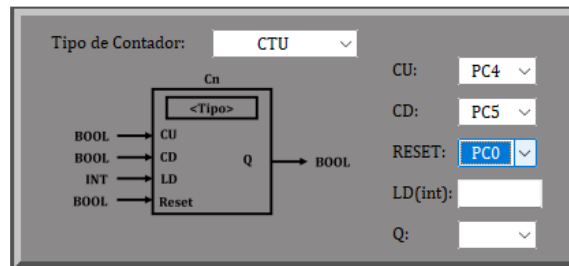 Tipo de Contador: CTU
Cn
<Tipo>
BOOL CU
BOOL CD Q BOOL
INT LD
BOOL Reset
CU: PC4
CD: PC5
RESET: PC0
LD(int):
Q: